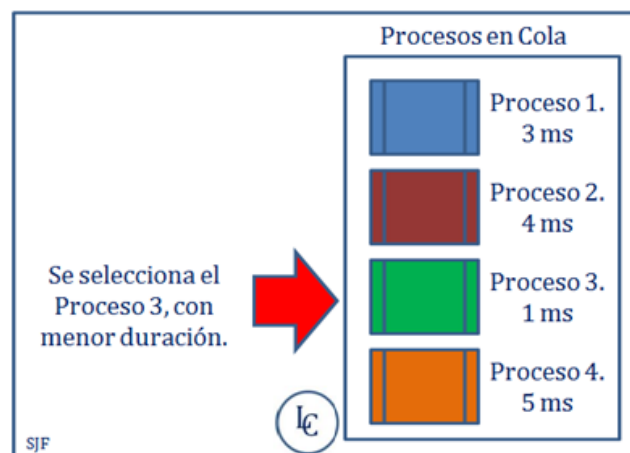 Procesos en Cola
Proceso 1.
3 ms
Proceso 2.
4 ms
Se selecciona el
Proceso 3, con
menor duración.
Proceso 3.
1 ms
Proceso 4.
5 ms
LC
SJF